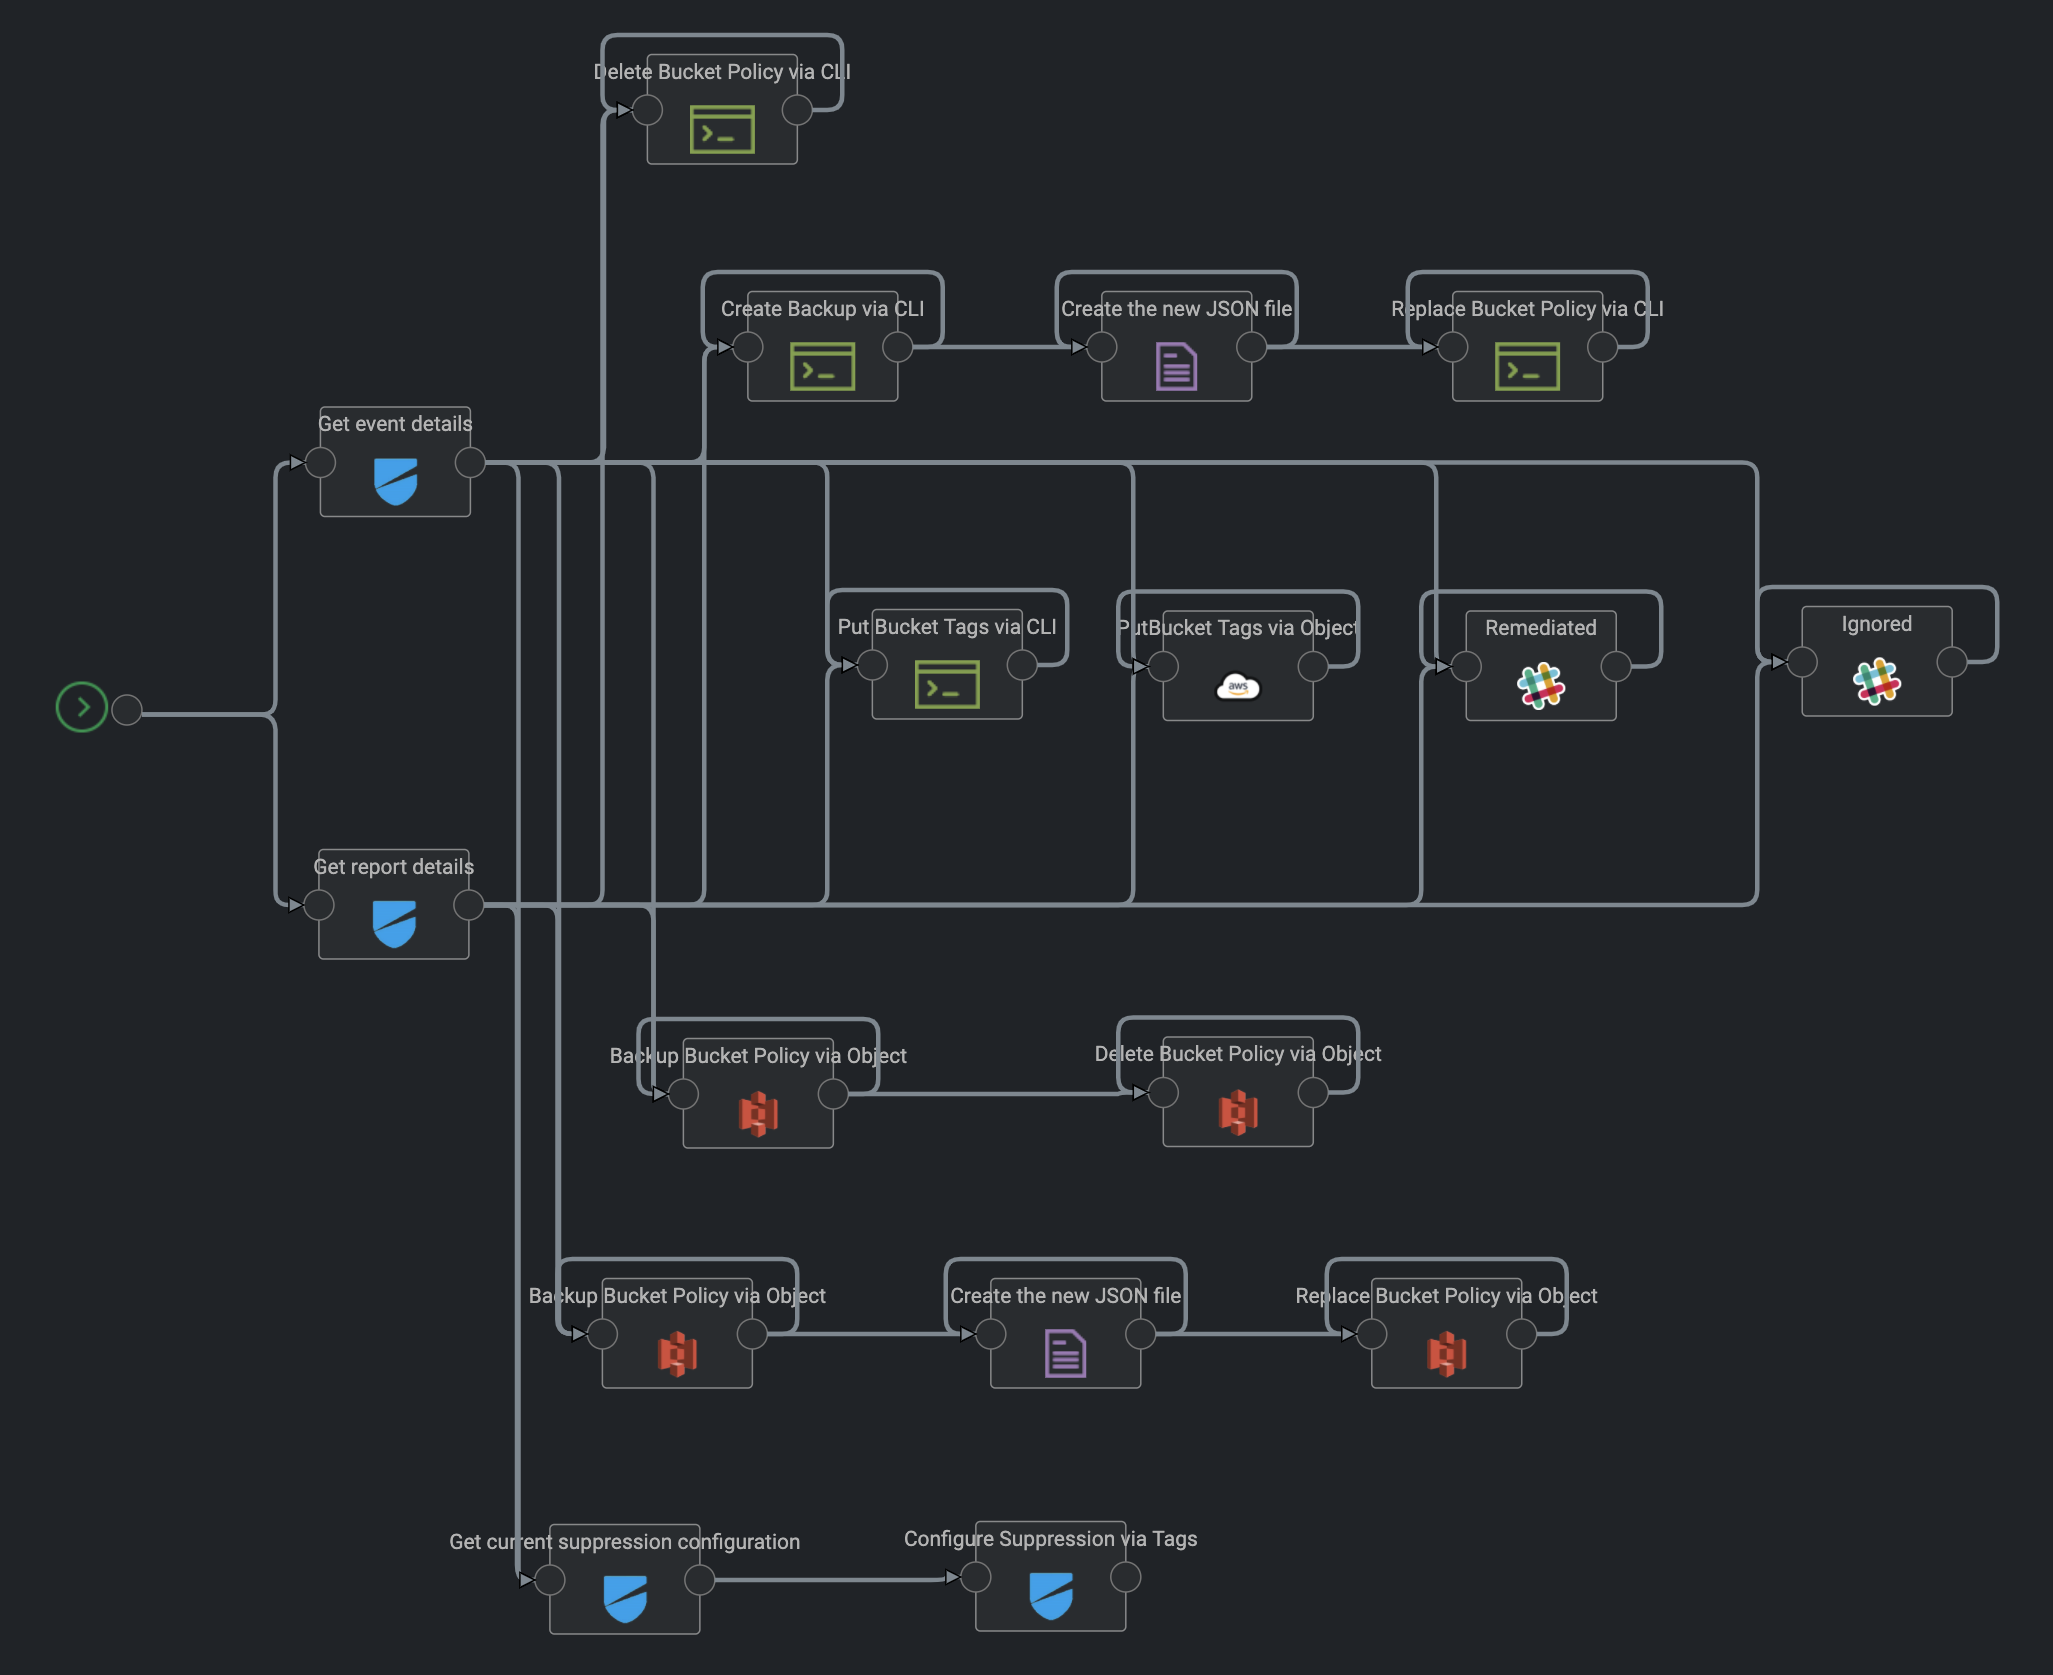 Delete Bucket Policy via CLI
Create Backup via CLI
Create the new JSON file
Replace Bucket Policy via CLI
Get event details
Put Bucket Tags via CLI
PutBucket Tags via Object
Remediated
Ignored
aws
Get report details
Backup Bucket Policy via Object
Delete Bucket Policy via Object
Backup Bucket Policy via Object
Create the new JSON file
Replace Bucket Policy via Object
Get current suppression configuration
Configure Suppression via Tags